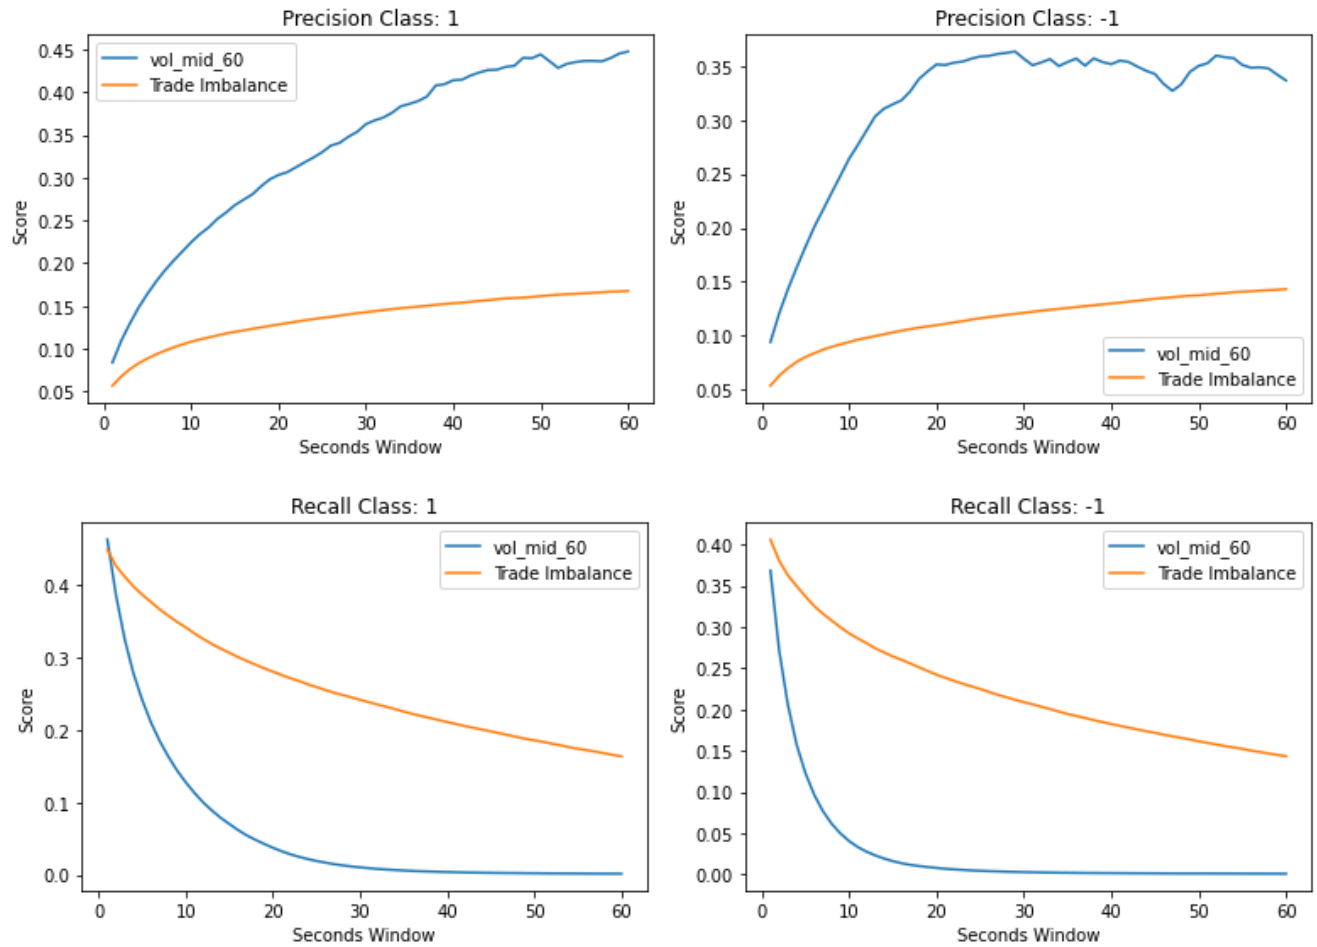 Precision Class: 1
0.45
0.40
0.35
0.30
0.25
0.20
0.15
0.10
0.05
Score
vol_mid_60
Trade Imbalance
0 10 20 30 40 50 60
Seconds Window
Precision Class: -1
0.35
0.30
0.25
0.20
0.15
0.10
0.05
Score
vol_mid_60
Trade Imbalance
0 10 20 30 40 50 60
Seconds Window
Recall Class: 1
0.4
0.3
0.2
0.1
0.0
Score
vol_mid_60
Trade Imbalance
0 10 20 30 40 50 60
Seconds Window
Recall Class: -1
0.40
0.35
0.30
0.25
0.20
0.15
0.10
0.05
0.00
Score
vol_mid_60
Trade Imbalance
0 10 20 30 40 50 60
Seconds Window